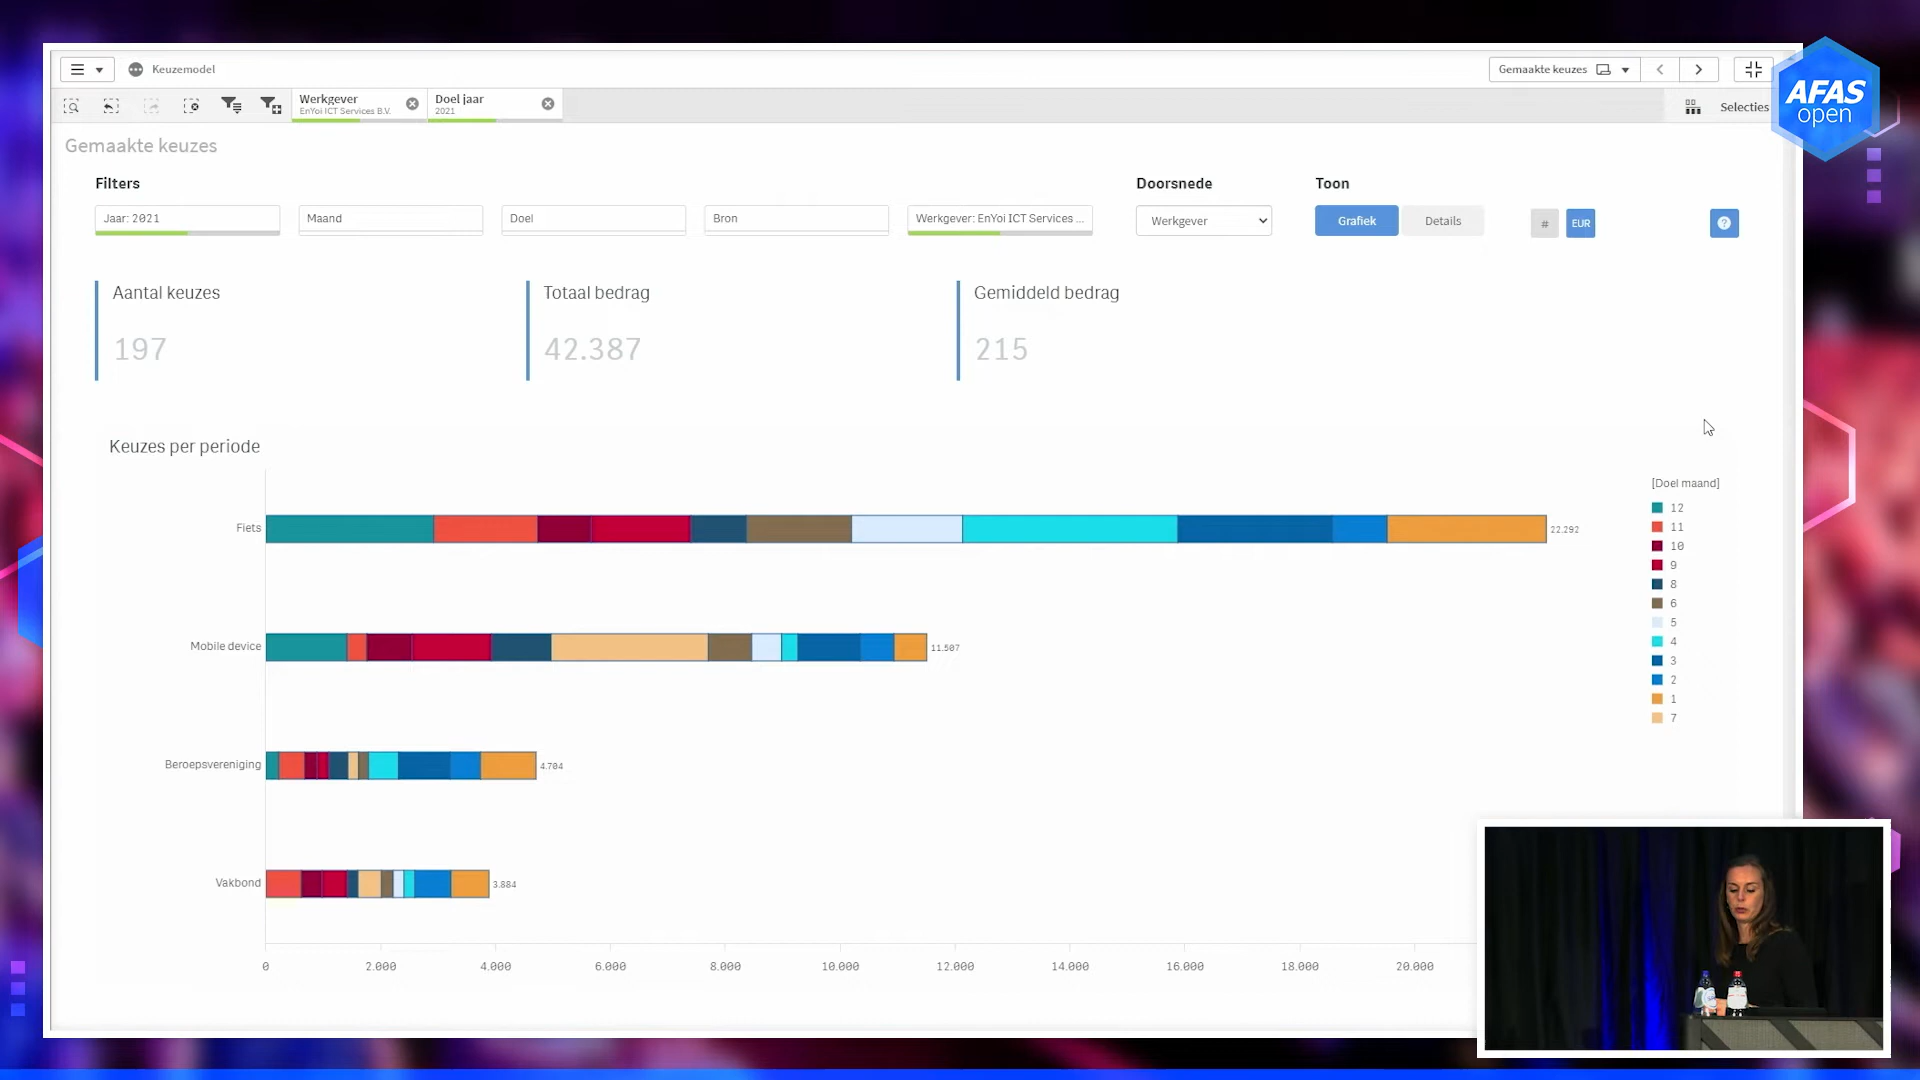 Keuzemodel
Gemaakte keuzes
AFAS
open
Werkgever
EnYoi ICT Services B.V.
Doel jaar
2021
Selecties
Gemaakte keuzes
Filters
Doorsnede
Toon
Jaar: 2021
Maand
Doel
Bron
Werkgever: EnYoi ICT Services ...
Werkgever
Grafiek
Details
#
EUR
?
Aantal keuzes
Totaal bedrag
Gemiddeld bedrag
197
42.387
215
Keuzes per periode
[Doel maand]
12
11
10
9
8
6
5
4
3
2
1
7
Fiets
22.292
Mobile device
11.507
Beroepsvereniging
4.704
Vakbond
3.884
0
2.000
4.000
6.000
8.000
10.000
12.000
14.000
16.000
18.000
20.000